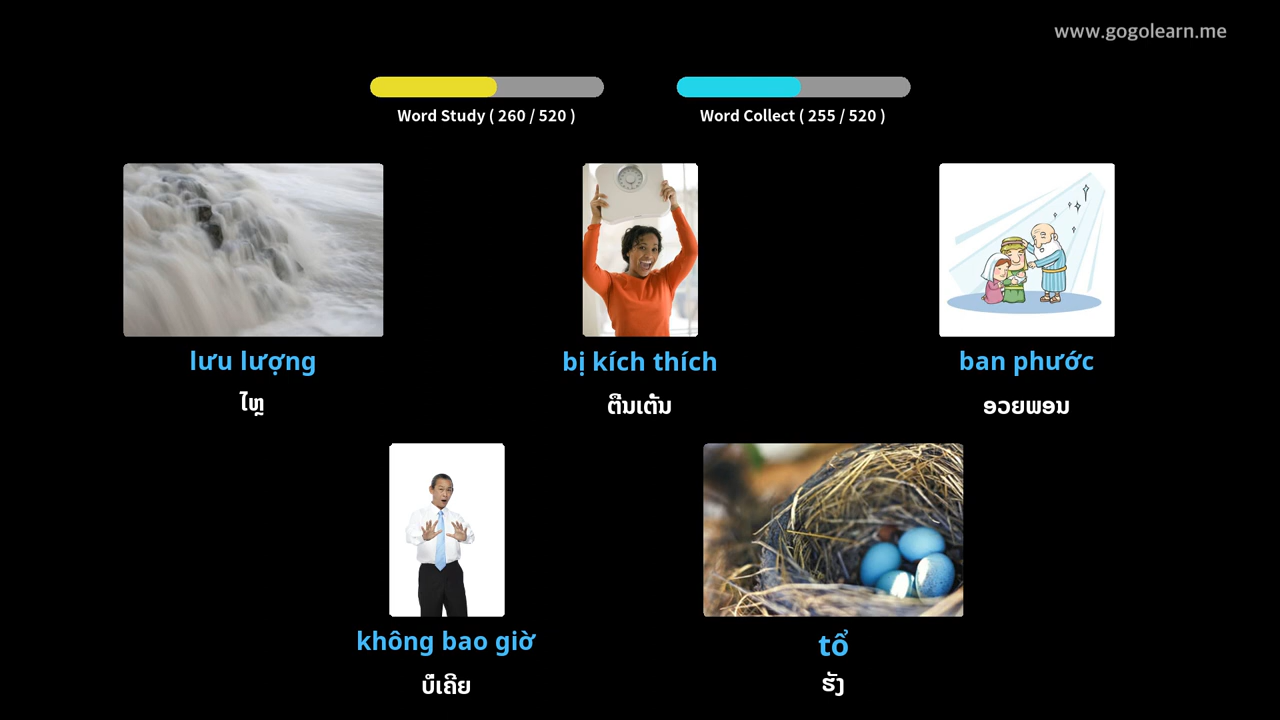 www.gogolearn.me
Word Study ( 260 / 520 )
Word Collect ( 255 / 520 )
lưu lượng
ໄຫຼ
bị kích thích
ຕື່ນເຕັ້ນ
ban phước
ອວຍພອນ
không bao giờ
ບໍ່ເຄີຍ
tổ
ຮັງ